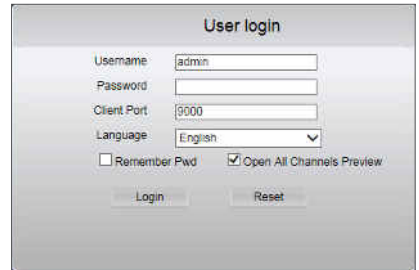 User login
Username admin
Password
Client Port 9000
Language English
Remember Pwd Open All Channels Preview
Login Reset